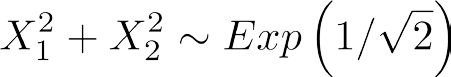 $X_1^2 + X_2^2 \sim Exp\left(1/\sqrt{2}\right)$